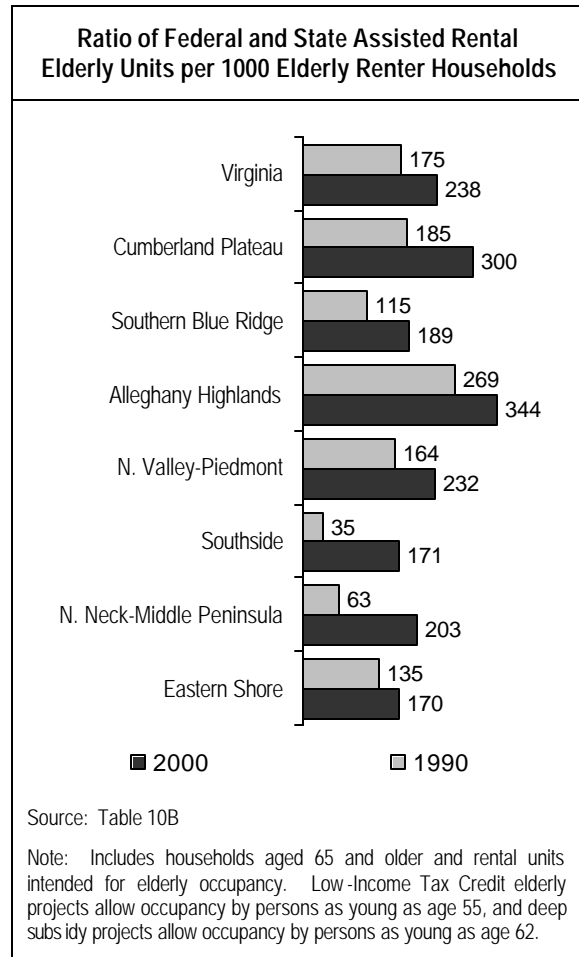 Ratio of Federal and State Assisted Rental
Elderly Units per 1000 Elderly Renter Households
Virginia
175
238
Cumberland Plateau
185
300
Southern Blue Ridge
115
189
Alleghany Highlands
269
344
N. Valley-Piedmont
164
232
Southside
35
171
N. Neck-Middle Peninsula
63
203
Eastern Shore
135
170
2000 1990
Source: Table 10B
Note: Includes households aged 65 and older and rental units
intended for elderly occupancy. Low-Income Tax Credit elderly
projects allow occupancy by persons as young as age 55, and deep
subs idy projects allow occupancy by persons as young as age 62.